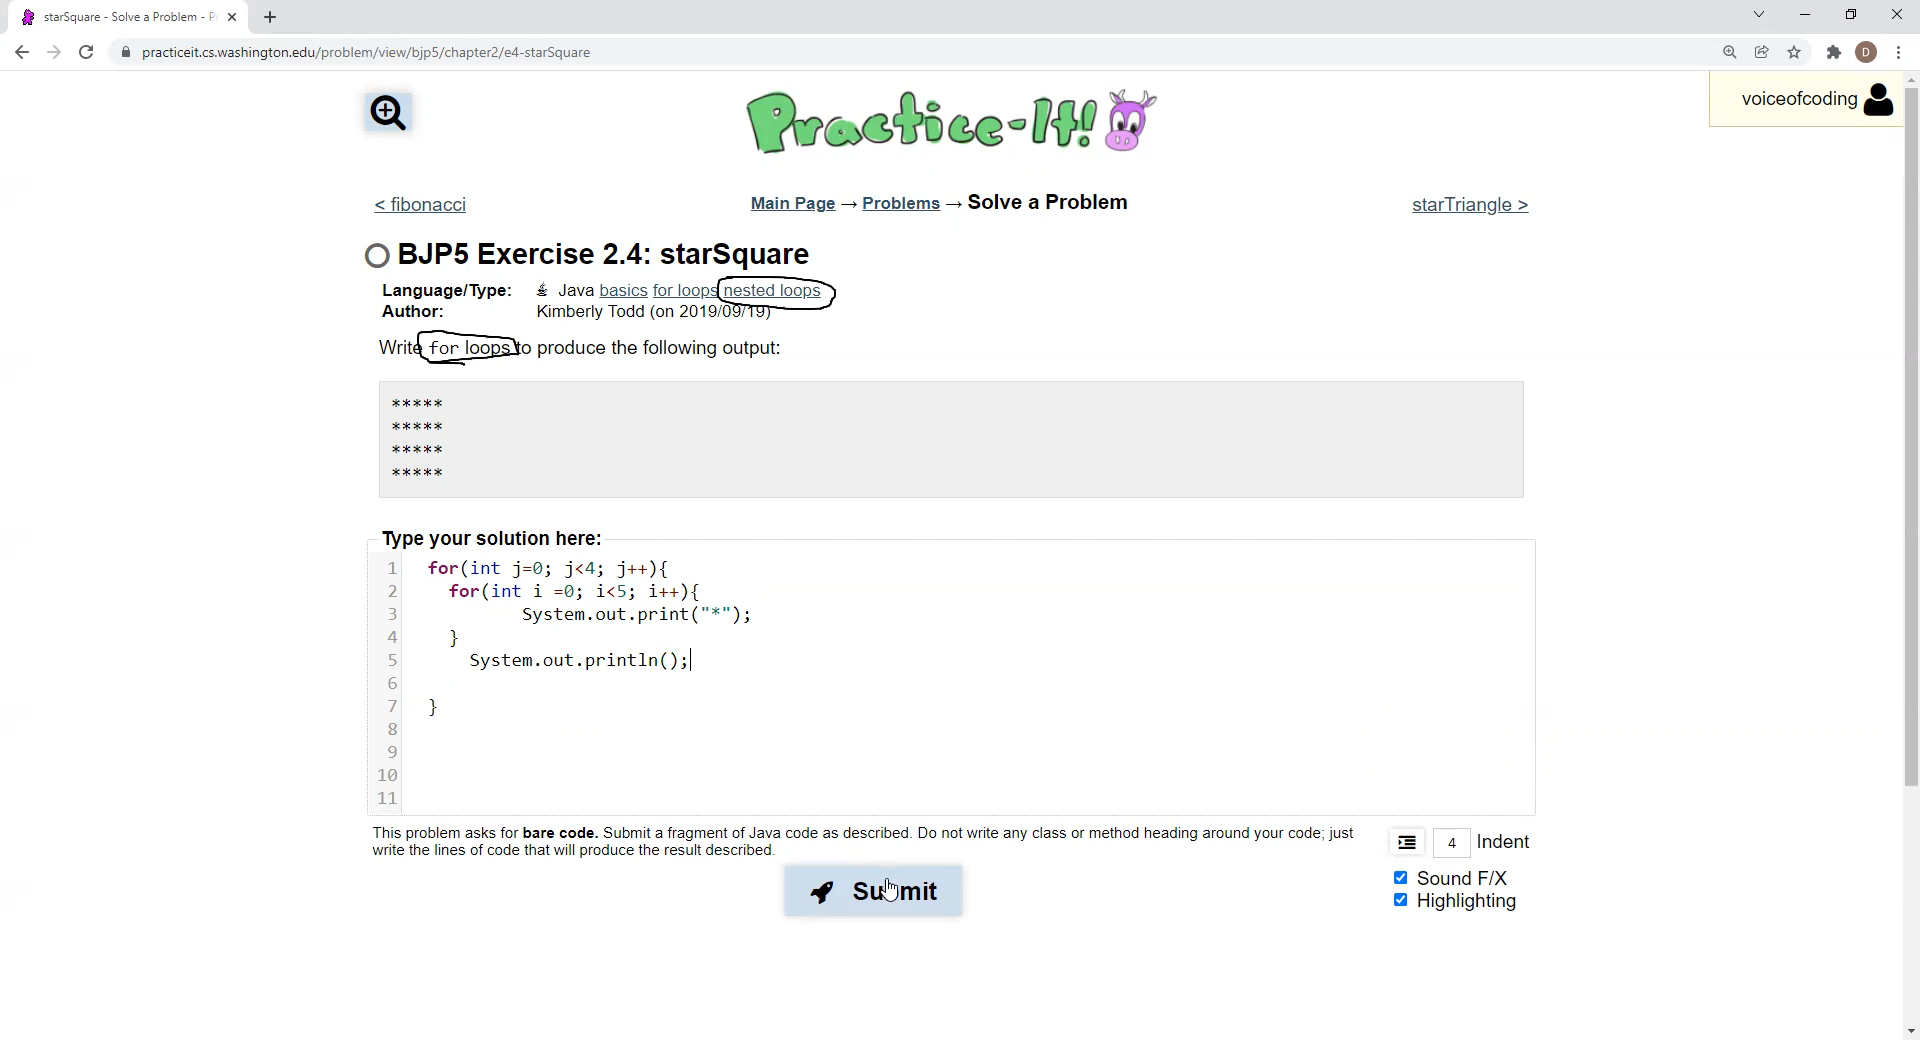 starSquare - Solve a Problem - P
practiceit.cs.washington.edu/problem/view/bjp5/chapter2/e4-starSquare
D
Practice-It!
voiceofcoding
< fibonacci
Main Page → Problems → Solve a Problem
starTriangle >
BJP5 Exercise 2.4: starSquare
Language/Type: Java basics for loops nested loops
Author: Kimberly Todd (on 2019/09/19)
Write for loops to produce the following output:
*****
*****
*****
*****
Type your solution here:
1 for(int j=0; j<4; j++){
2 for(int i =0; i<5; i++){
3 System.out.print("*");
4 }
5 System.out.println();
6
7 }
8
9
10
11
This problem asks for bare code. Submit a fragment of Java code as described. Do not write any class or method heading around your code; just
write the lines of code that will produce the result described.
4 Indent
Submit
Sound F/X
Highlighting